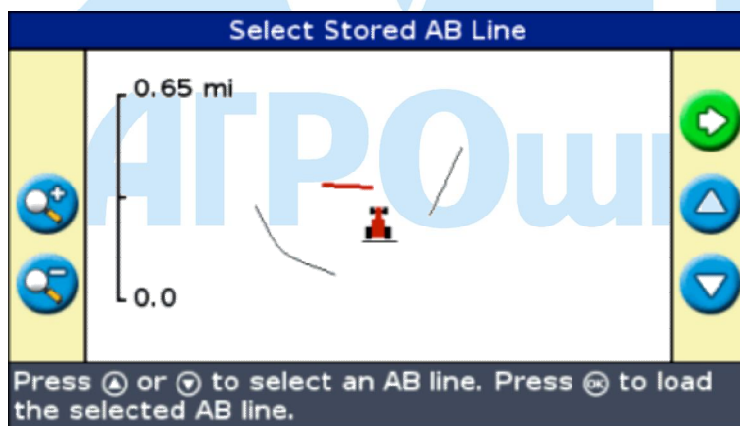 Select Stored AB Line
0.65 mi
АГРОш
0.0
Press or to select an AB line. Press OK to load
the selected AB line.